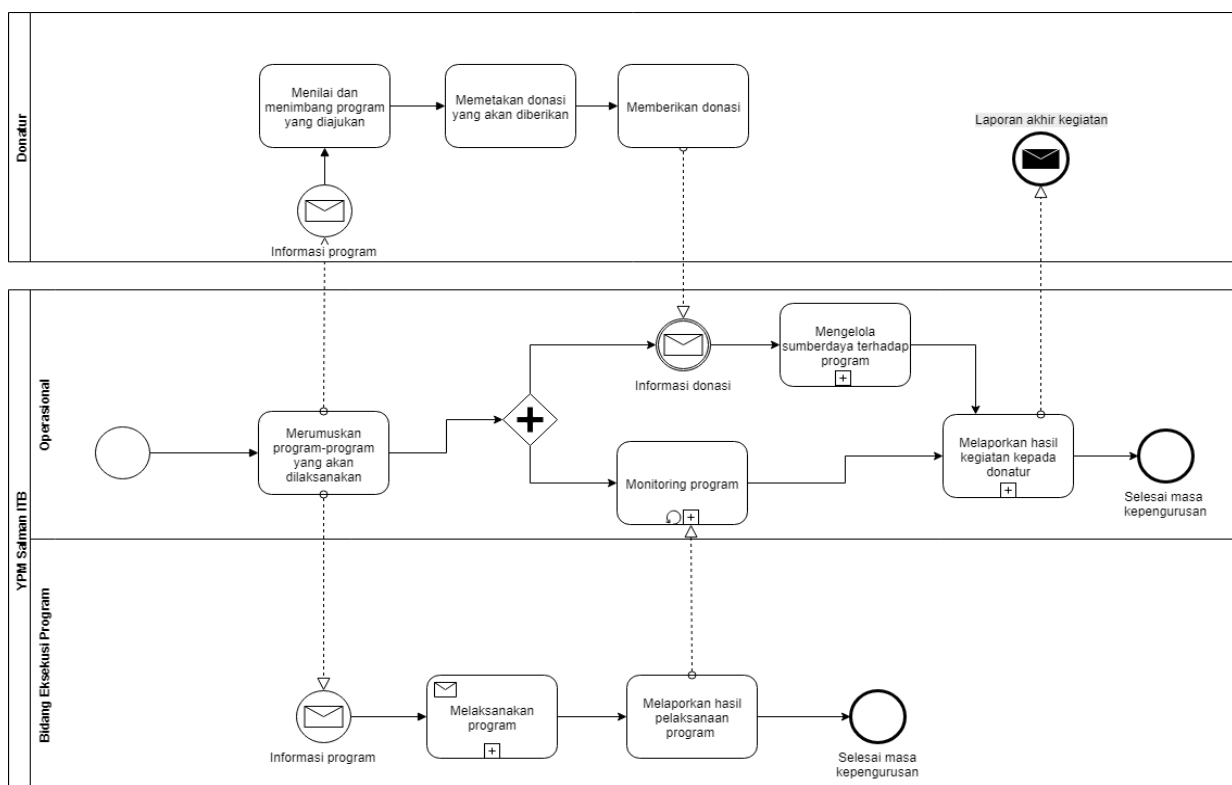 Donatur
Menilai dan
menimbang program
yang diajukan
Memetakan donasi
yang akan diberikan
Memberikan donasi
Laporan akhir kegiatan
Informasi program
YPM Salman ITB
Operasional
Merumuskan
program-program
yang akan
dilaksanakan
Informasi donasi
Mengelola
sumberdaya terhadap
program
Monitoring program
Melaporkan hasil
kegiatan kepada
donatur
Selesai masa
kepengurusan
Bidang Eksekusi Program
Informasi program
Melaksanakan
program
Melaporkan hasil
pelaksanaan
program
Selesai masa
kepengurusan